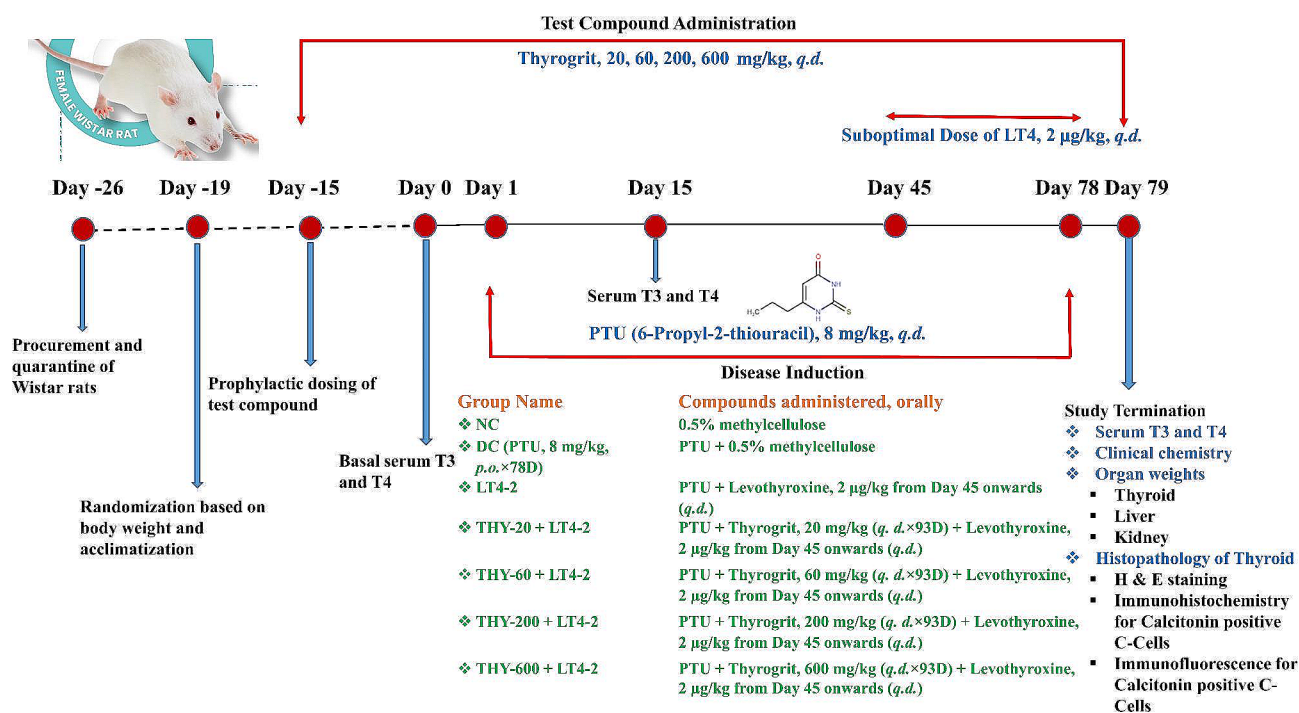 Test Compound Administration
Thyrogrit, 20, 60, 200, 600 mg/kg, q.d.
FEMALE WISTAR RAT
Suboptimal Dose of LT4, 2 µg/kg, q.d.
Day -26
Day -19
Day -15
Day 0
Day 1
Day 15
Day 45
Day 78
Day 79
Procurement and
quarantine of
Wistar rats
Randomization based on
body weight and
acclimatization
Prophylactic dosing of
test compound
Basal serum T3
and T4
Serum T3 and T4
O
NH
N
H
S
H₃C
PTU (6-Propyl-2-thiouracil), 8 mg/kg, q.d.
Disease Induction
Group Name
Compounds administered, orally
❖ NC
0.5% methylcellulose
❖ DC (PTU, 8 mg/kg,
p.o.×78D)
PTU + 0.5% methylcellulose
❖ LT4-2
PTU + Levothyroxine, 2 µg/kg from Day 45 onwards
(q.d.)
❖ THY-20 + LT4-2
PTU + Thyrogrit, 20 mg/kg (q. d.×93D) + Levothyroxine,
2 µg/kg from Day 45 onwards (q.d.)
❖ THY-60 + LT4-2
PTU + Thyrogrit, 60 mg/kg (q. d.×93D) + Levothyroxine,
2 µg/kg from Day 45 onwards (q.d.)
❖ THY-200 + LT4-2
PTU + Thyrogrit, 200 mg/kg (q. d.×93D) + Levothyroxine,
2 µg/kg from Day 45 onwards (q.d.)
❖ THY-600 + LT4-2
PTU + Thyrogrit, 600 mg/kg (q.d.×93D) + Levothyroxine,
2 µg/kg from Day 45 onwards (q.d.)
Study Termination
❖ Serum T3 and T4
❖ Clinical chemistry
❖ Organ weights
▪ Thyroid
▪ Liver
▪ Kidney
❖ Histopathology of Thyroid
▪ H & E staining
▪ Immunohistochemistry
for Calcitonin positive
C-Cells
▪ Immunofluorescence for
Calcitonin positive C-
Cells